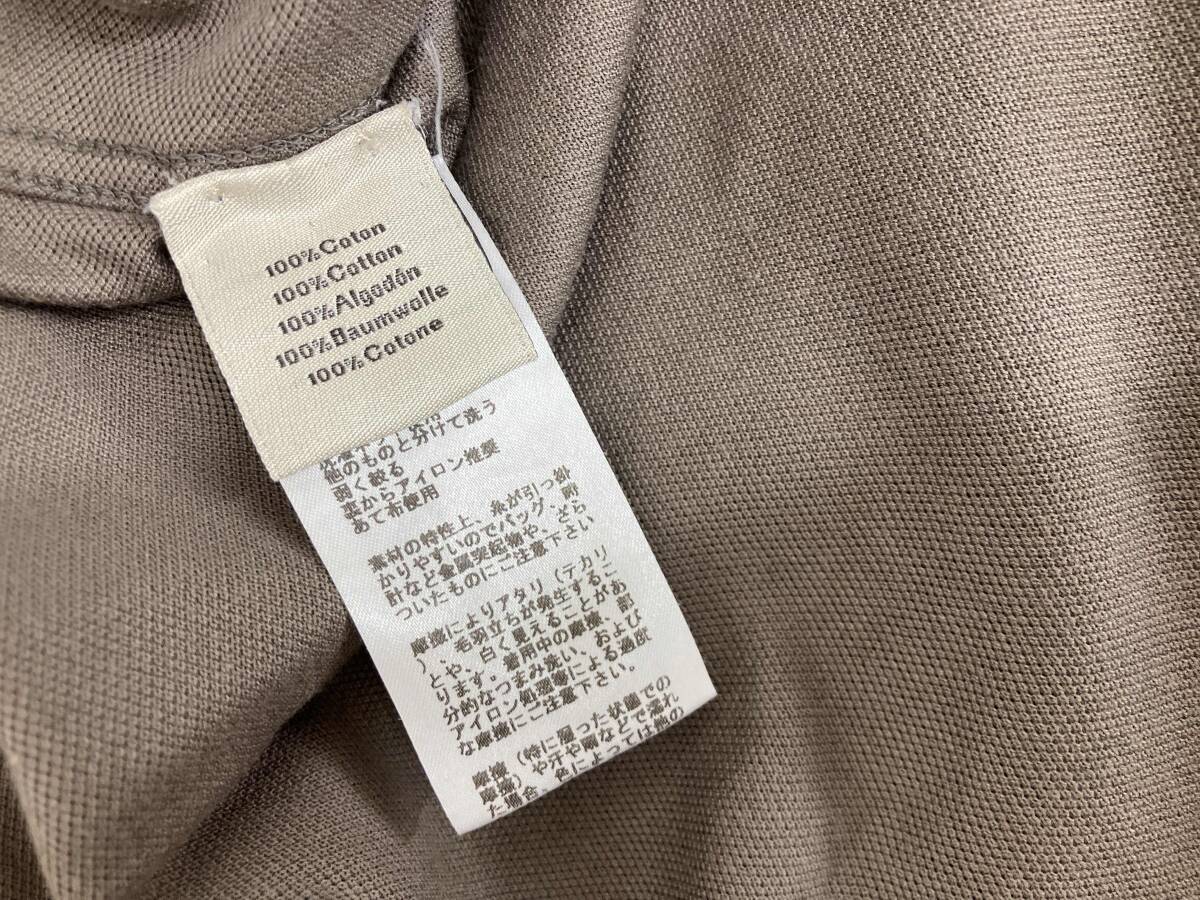 100%Coton
100%Cotton
100%Algodón
100%Baumwolle
100%Cotone
他のものと分けて洗う
弱く絞る
裏からアイロン推奨
あて布使用
素材の特性上、糸が引っ掛
かりやすいのでバッグ、時
計など金属突起物や、ざら
ついたものにご注意下さい
摩擦によりアタリ（テカリ
）や、毛羽立ちが発生するこ
とや、白く見えることがあ
ります。着用中の摩擦、部
分的なつまみ洗い、および
アイロン処理等による過度
な摩擦にご注意下さい。
摩擦（特に湿った状態での
摩擦）や汗や雨などで濡れ
た場合、色によっては他の